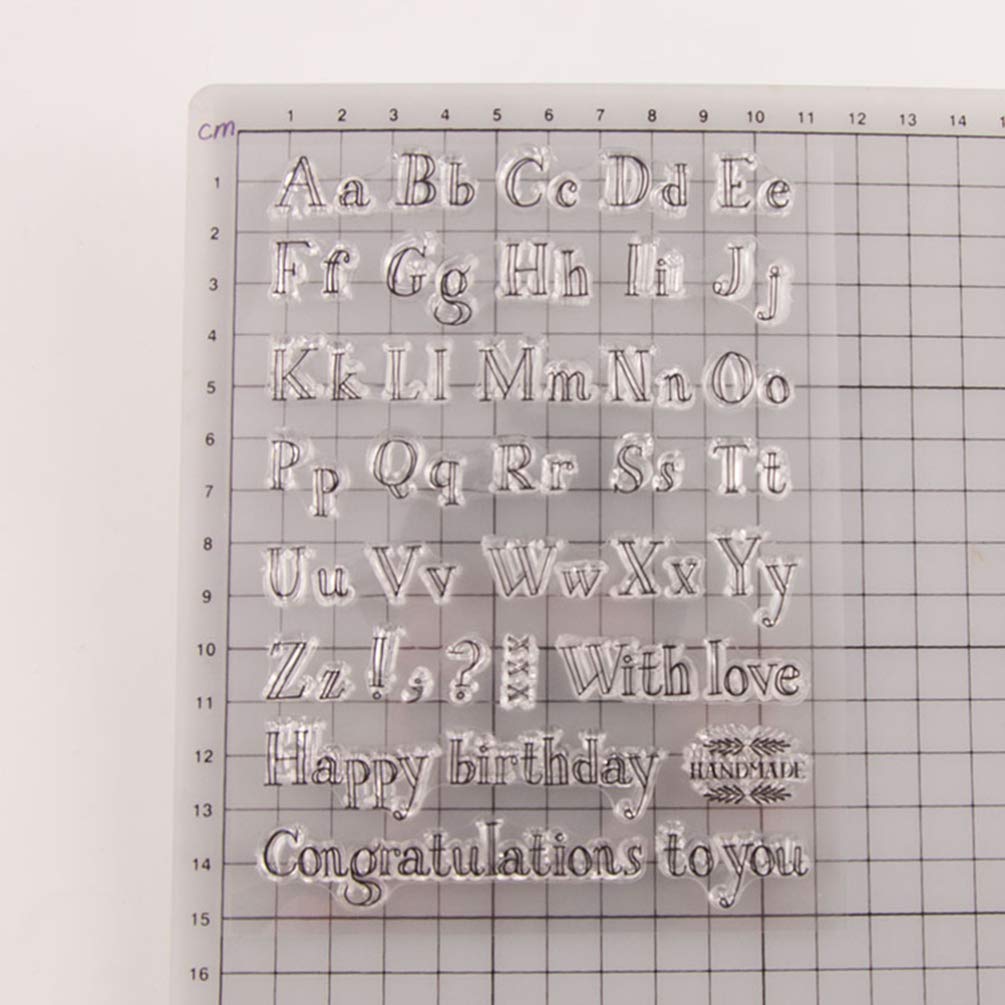 1 2 3 4 5 6 7 8 9 10 11 12 13 14
cm
1
Aa Bb Cc Dd Ee
2
Ff Gg Hh Ii Jj
3
4
Kk Ll Mm Nn Oo
5
6
Pp Qq Rr Ss Tt
7
8
Uu Vv Ww Xx Yy
9
10
Zz ! , ? xxx With love
11
12
Happy birthday HANDMADE
13
14
Congratulations to you
15
16